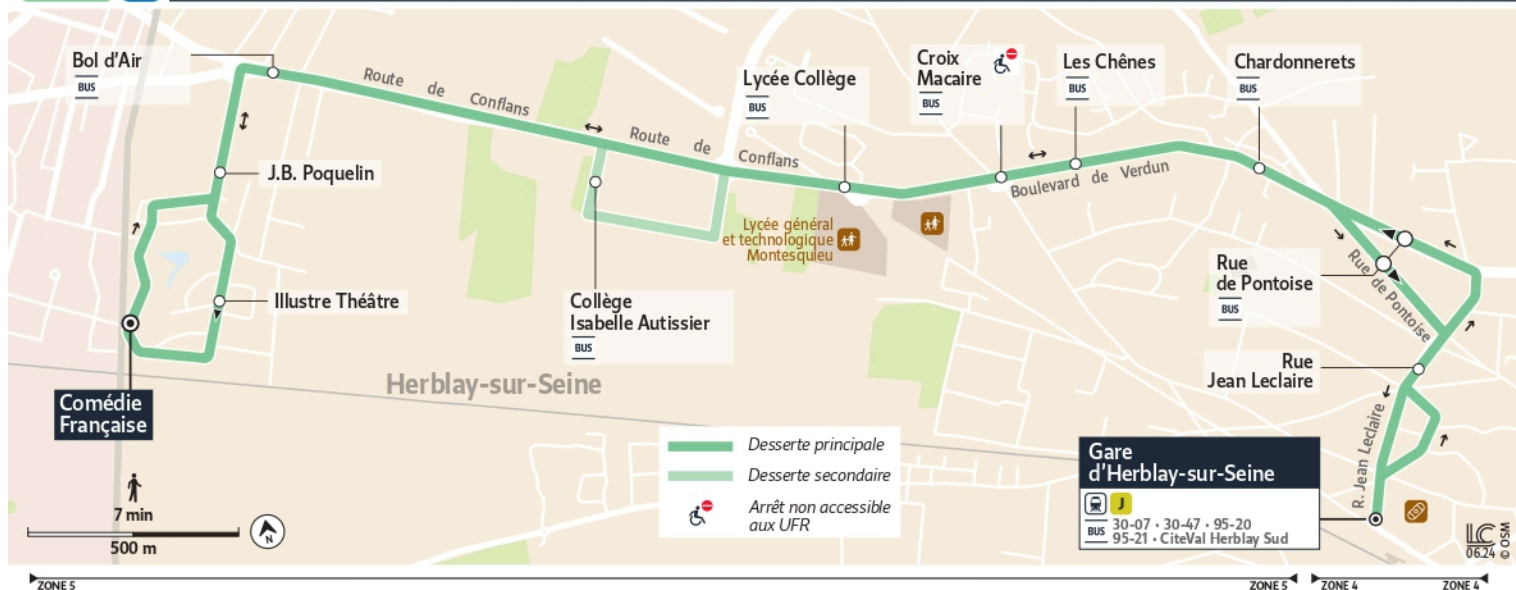 Bol d'Air
BUS
J.B. Poquelin
Illustre Théâtre
Comédie
Française
Route de Conflans
Route de Conflans
Collège
Isabelle Autissier
BUS
Lycée Collège
BUS
Lycée général
et technologique
Montesquieu
Croix
Macaire
BUS
Les Chênes
BUS
Boulevard de Verdun
Chardonnerets
BUS
Rue
de Pontoise
BUS
Rue de Pontoise
Rue
Jean Leclaire
R. Jean Leclaire
Herblay-sur-Seine
Gare
d'Herblay-sur-Seine
J
BUS
30-07 · 30-47 · 95-20
95-21 · CiteVal Herblay Sud
Desserte principale
Desserte secondaire
Arrêt non accessible
aux UFR
7 min
500 m
N
LC
06.24
© OSM
ZONE 5
ZONE 5
ZONE 4
ZONE 4